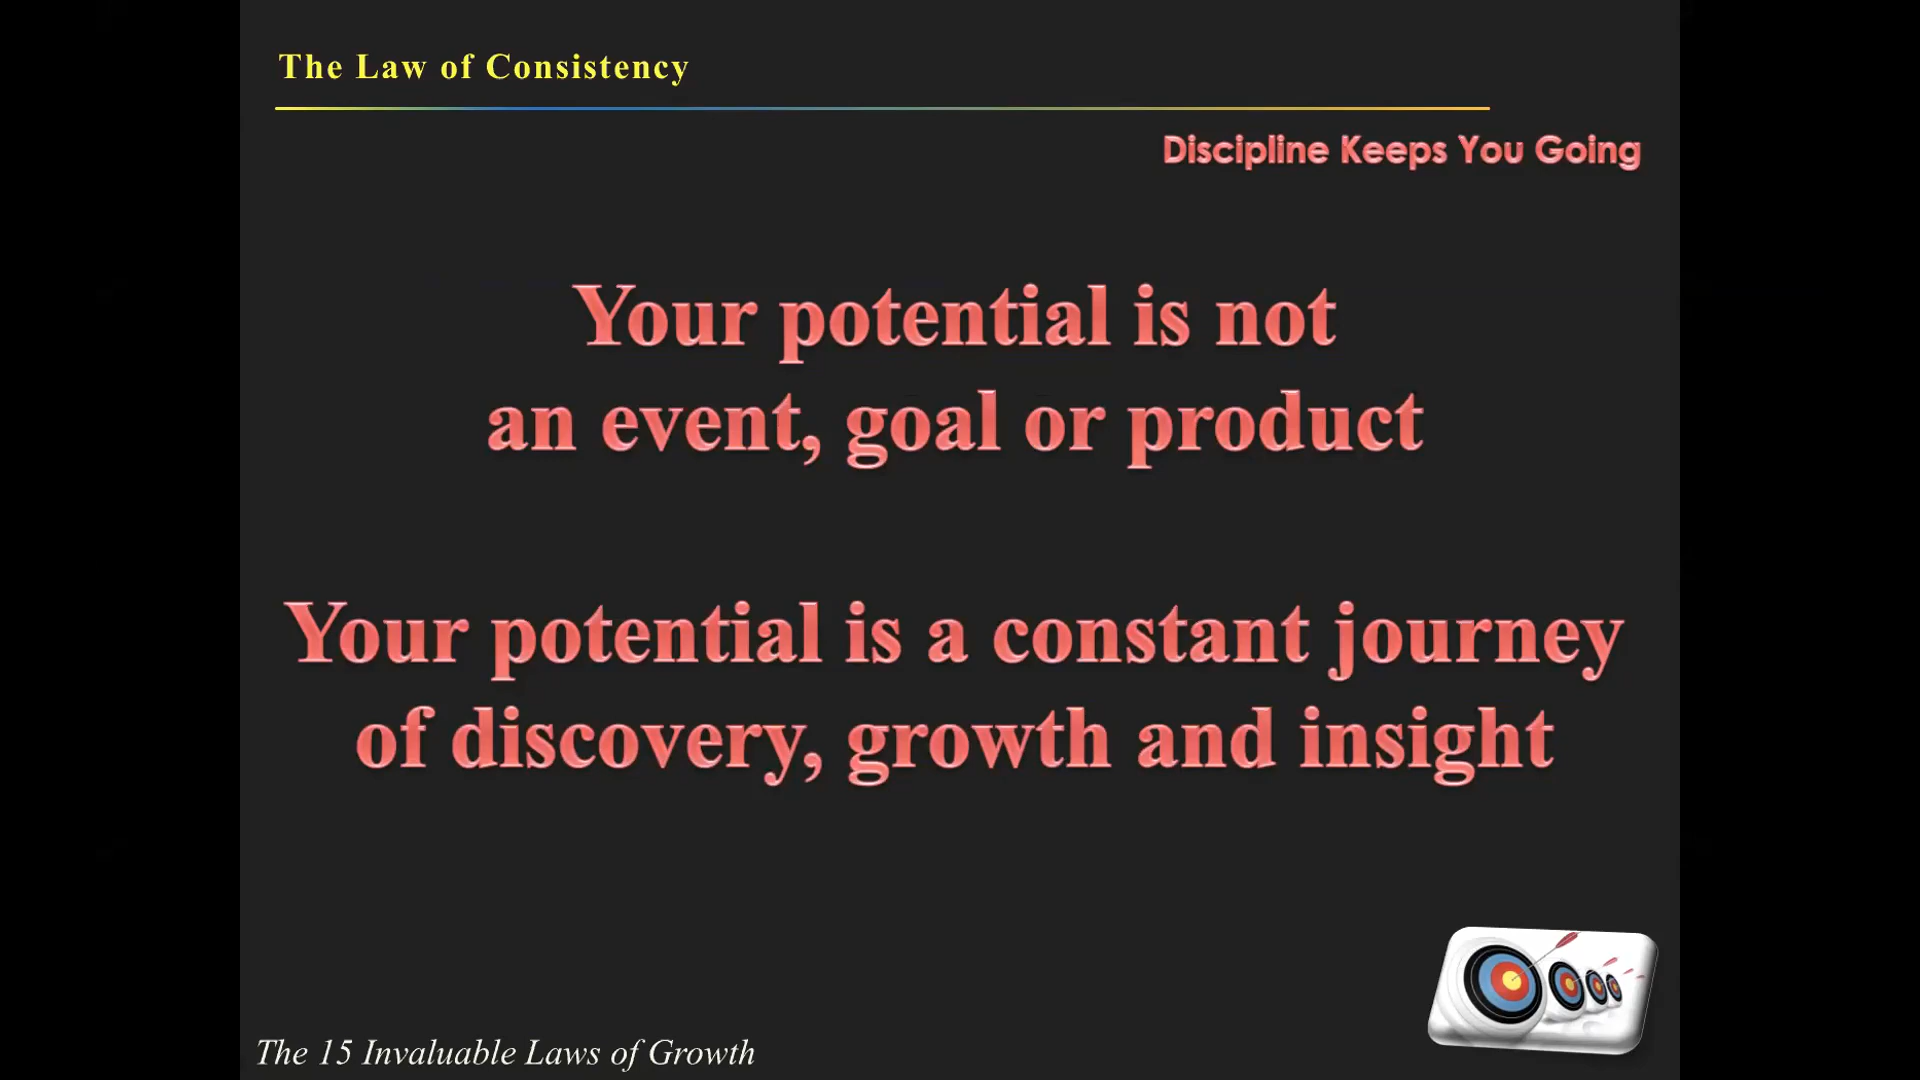 The Law of Consistency
Discipline Keeps You Going
Your potential is not
an event, goal or product
Your potential is a constant journey
of discovery, growth and insight
The 15 Invaluable Laws of Growth